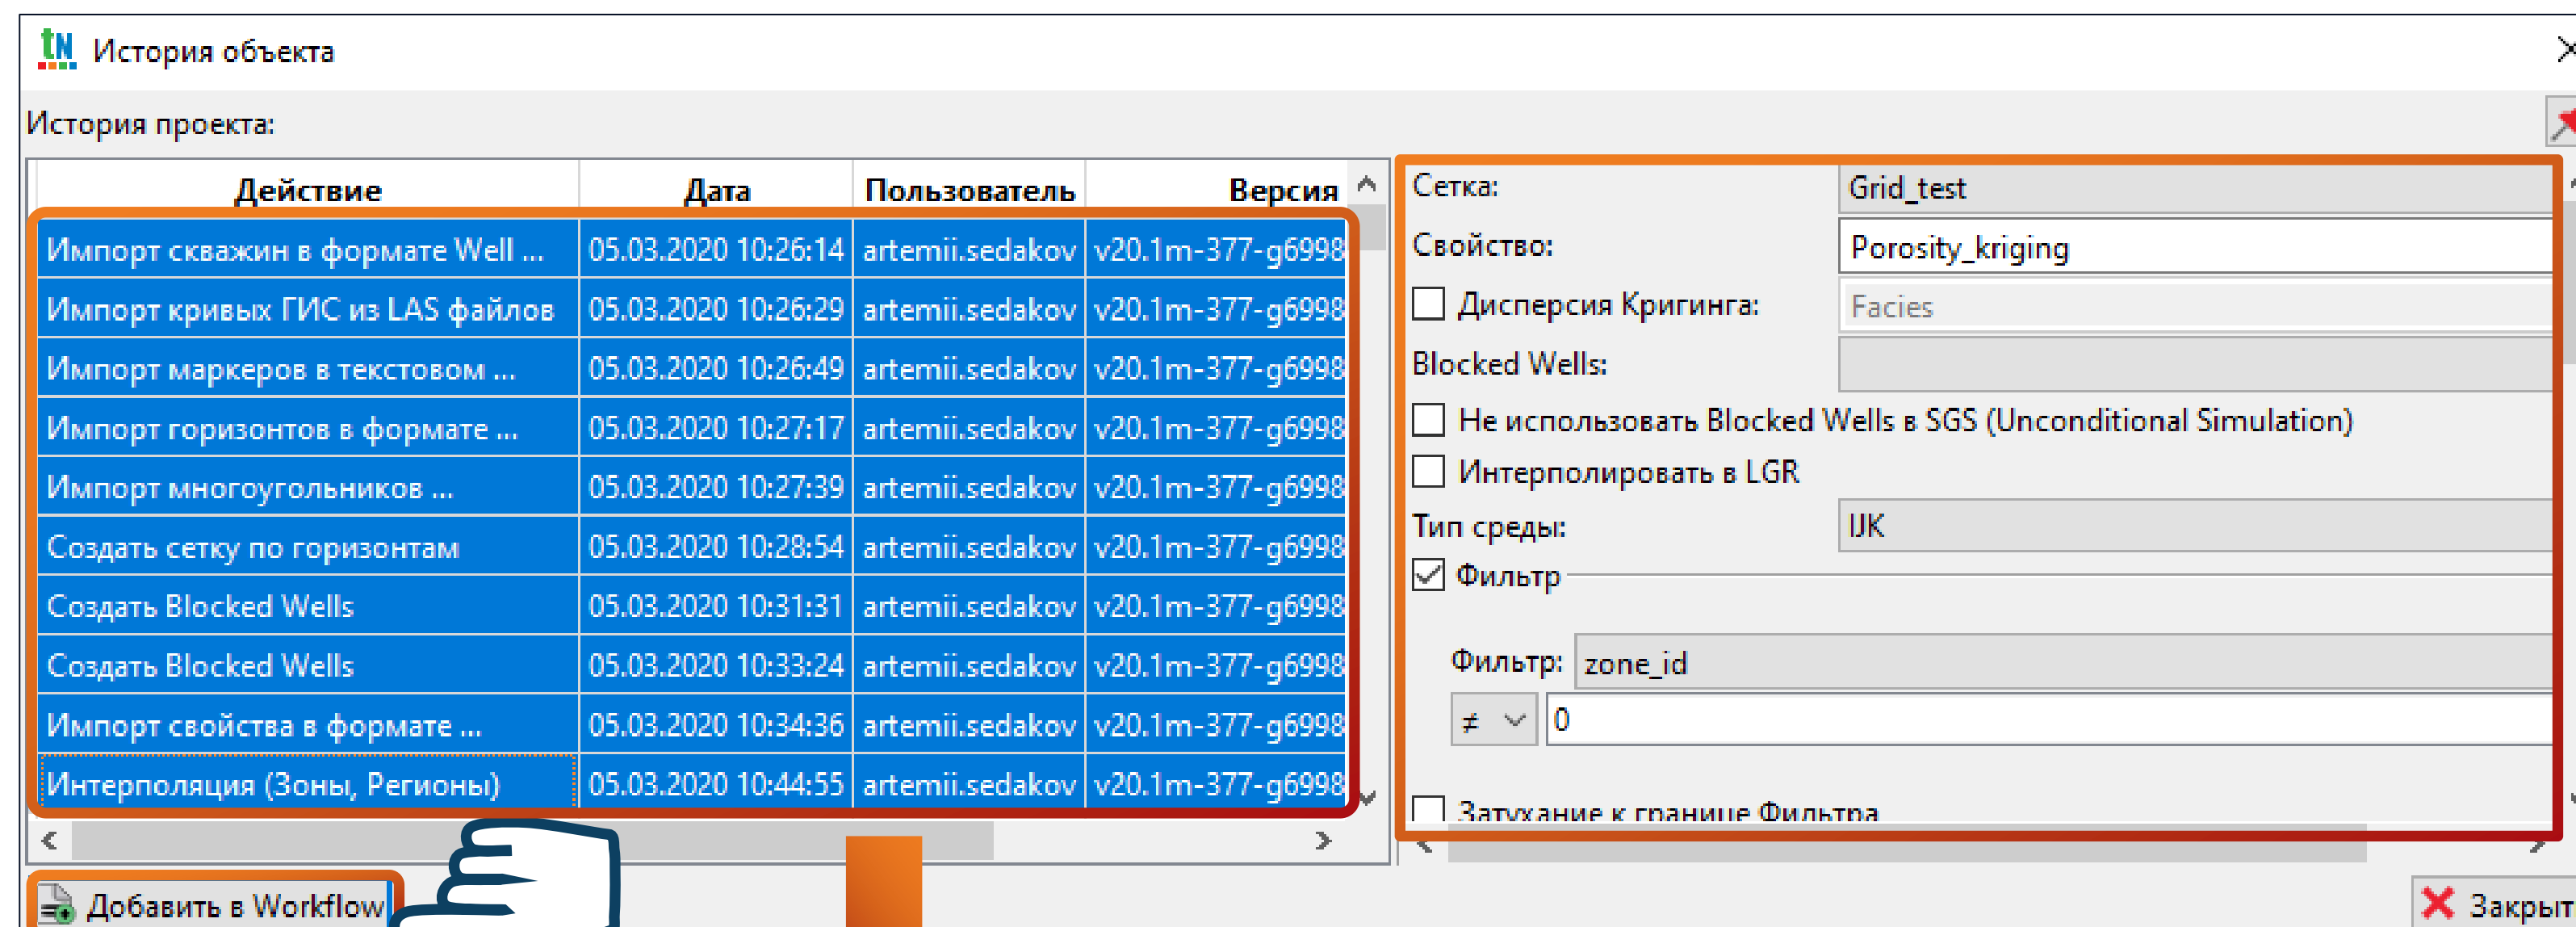 tN История объекта
История проекта:
Действие Дата Пользователь Версия
Импорт скважин в формате Well ... 05.03.2020 10:26:14 artemii.sedakov v20.1m-377-g6998
Импорт кривых ГИС из LAS файлов 05.03.2020 10:26:29 artemii.sedakov v20.1m-377-g6998
Импорт маркеров в текстовом ... 05.03.2020 10:26:49 artemii.sedakov v20.1m-377-g6998
Импорт горизонтов в формате ... 05.03.2020 10:27:17 artemii.sedakov v20.1m-377-g6998
Импорт многоугольников ... 05.03.2020 10:27:39 artemii.sedakov v20.1m-377-g6998
Создать сетку по горизонтам 05.03.2020 10:28:54 artemii.sedakov v20.1m-377-g6998
Создать Blocked Wells 05.03.2020 10:31:31 artemii.sedakov v20.1m-377-g6998
Создать Blocked Wells 05.03.2020 10:33:24 artemii.sedakov v20.1m-377-g6998
Импорт свойства в формате ... 05.03.2020 10:34:36 artemii.sedakov v20.1m-377-g6998
Интерполяция (Зоны, Регионы) 05.03.2020 10:44:55 artemii.sedakov v20.1m-377-g6998
Сетка: Grid_test
Свойство: Porosity_kriging
Дисперсия Кригинга: Facies
Blocked Wells:
Не использовать Blocked Wells в SGS (Unconditional Simulation)
Интерполировать в LGR
Тип среды: IJK
Фильтр
Фильтр: zone_id
≠ 0
Затухание к границе Фильтра
Добавить в Workflow
Закрыт